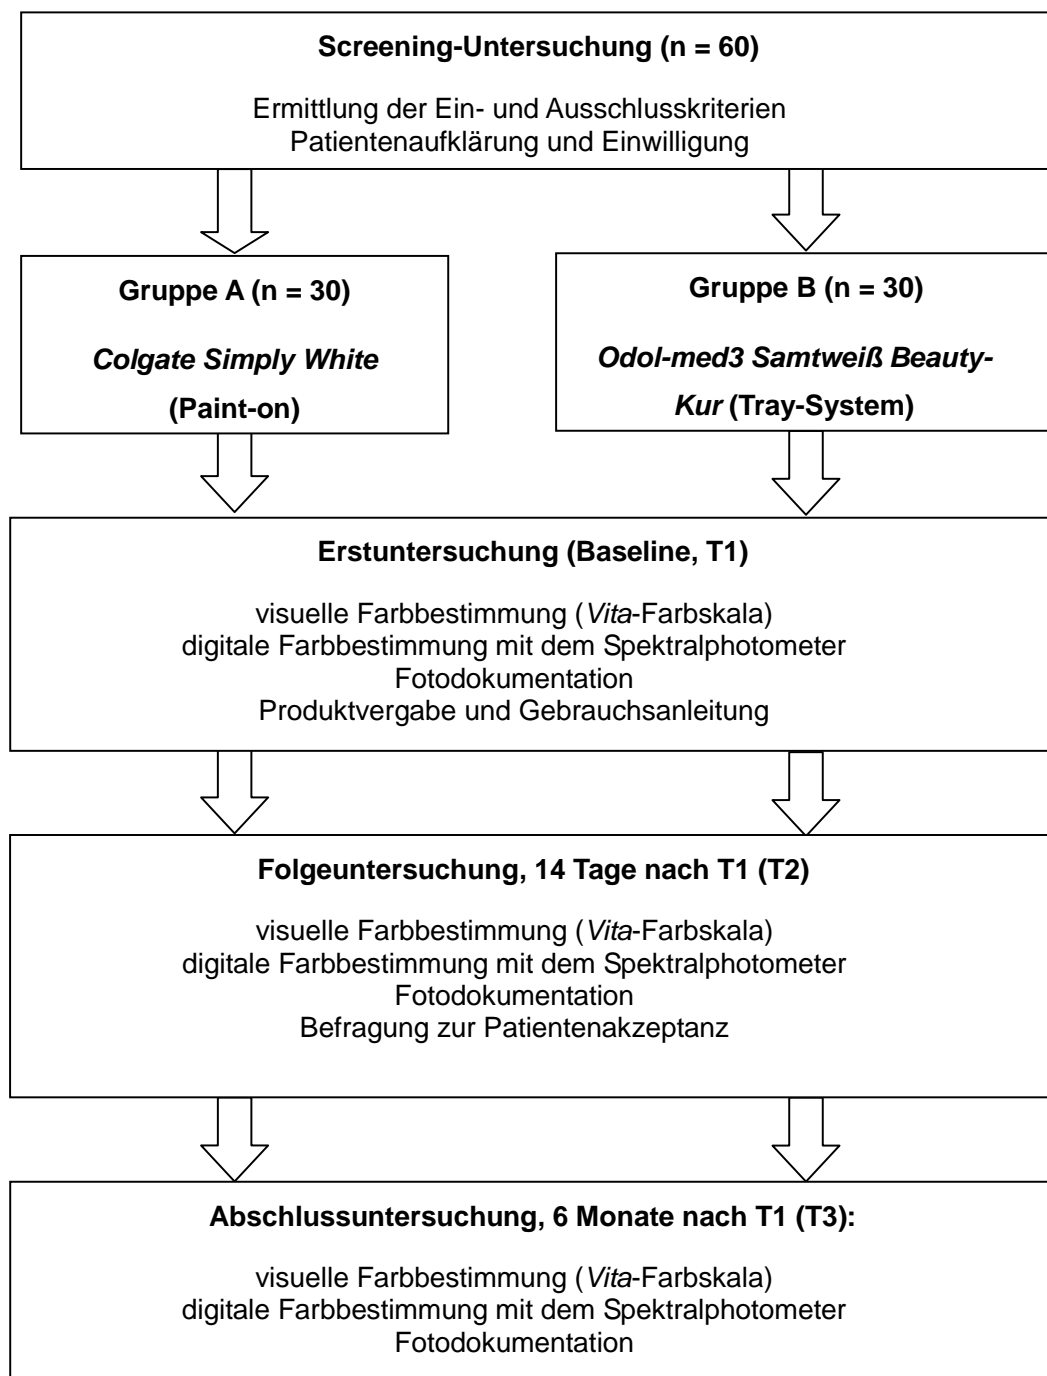 Screening-Untersuchung (n = 60)
Ermittlung der Ein- und Ausschlusskriterien
Patientenaufklärung und Einwilligung
Gruppe A (n = 30)
Colgate Simply White
(Paint-on)
Gruppe B (n = 30)
Odol-med3 Samtweiß Beauty-
Kur (Tray-System)
Erstuntersuchung (Baseline, T1)
visuelle Farbbestimmung (Vita-Farbskala)
digitale Farbbestimmung mit dem Spektralphotometer
Fotodokumentation
Produktvergabe und Gebrauchsanleitung
Folgeuntersuchung, 14 Tage nach T1 (T2)
visuelle Farbbestimmung (Vita-Farbskala)
digitale Farbbestimmung mit dem Spektralphotometer
Fotodokumentation
Befragung zur Patientenakzeptanz
Abschlussuntersuchung, 6 Monate nach T1 (T3):
visuelle Farbbestimmung (Vita-Farbskala)
digitale Farbbestimmung mit dem Spektralphotometer
Fotodokumentation